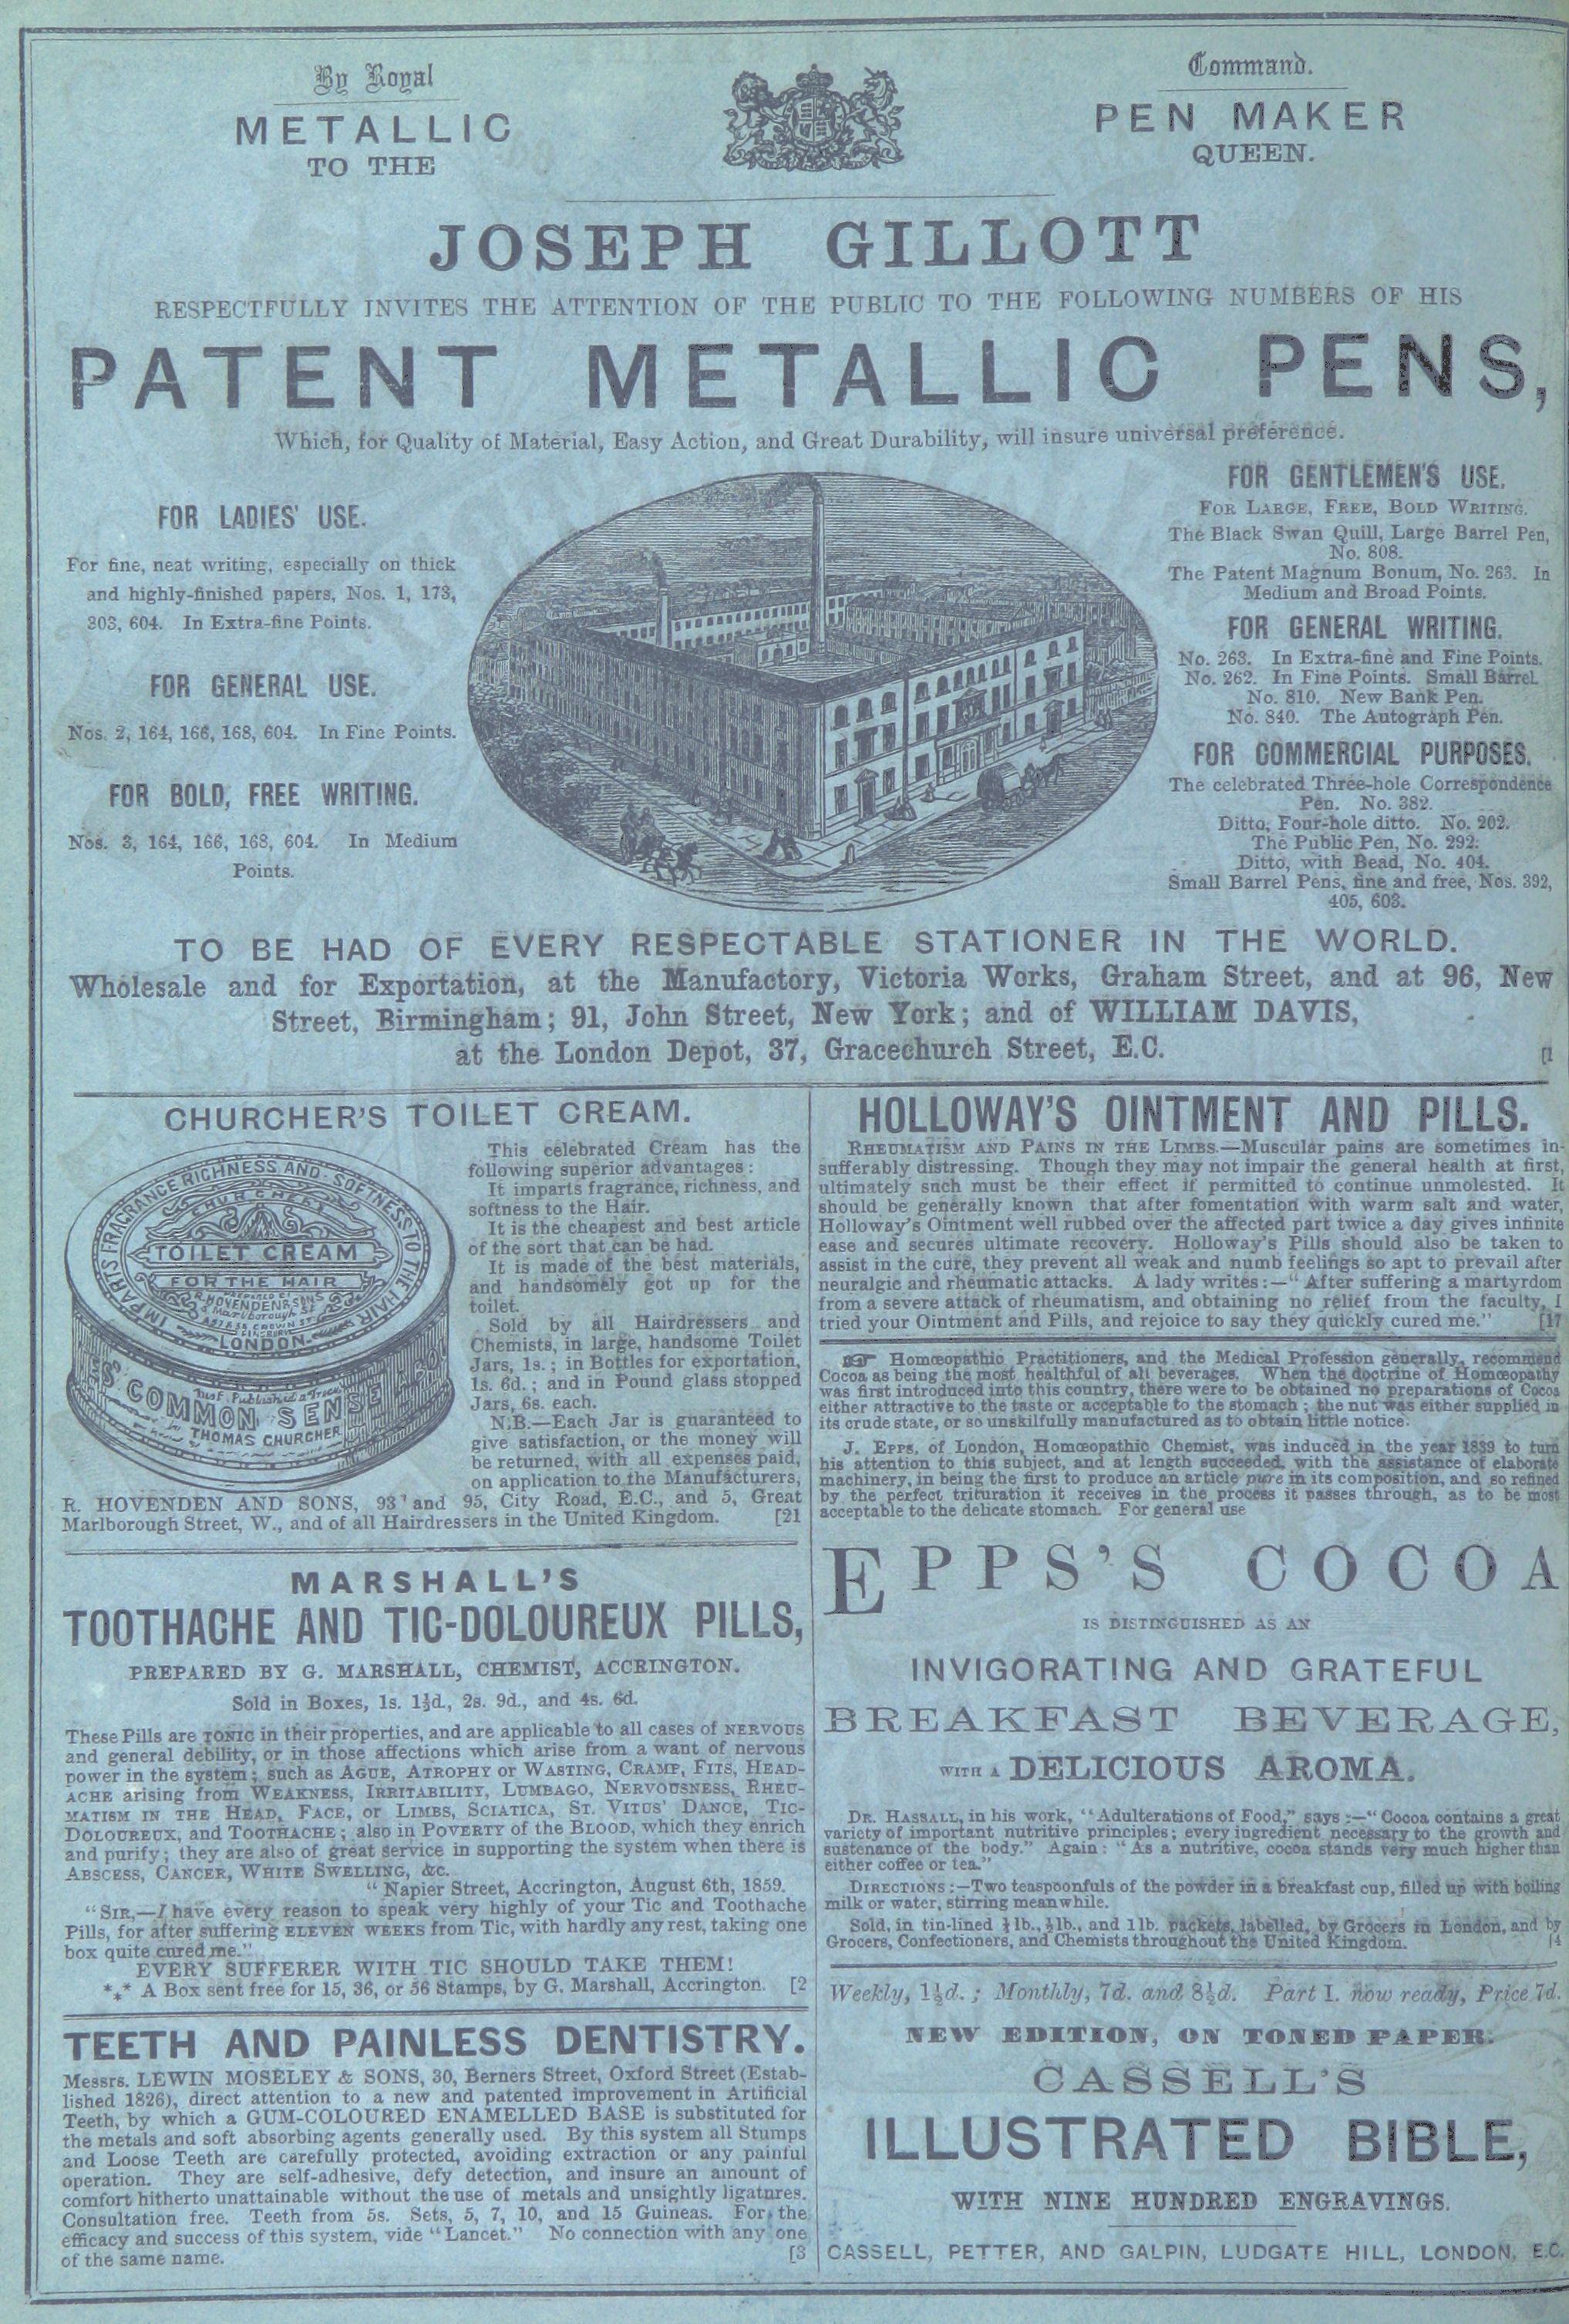 By Royal
METALLIC
TO THE
Command.
PEN MAKER
QUEEN.
JOSEPH GILLOTT
RESPECTFULLY INVITES THE ATTENTION OF THE PUBLIC TO THE FOLLOWING NUMBERS OF HIS
PATENT METALLIC PENS,
Which, for Quality of Material, Easy Action, and Great Durability, will insure universal preference.
FOR LADIES' USE.
For fine, neat writing, especially on thick
and highly-finished papers, Nos. 1, 173,
303, 604. In Extra-fine Points.
FOR GENERAL USE.
Nos. 2, 164, 166, 168, 604. In Fine Points.
FOR BOLD, FREE WRITING.
Nos. 3, 164, 166, 168, 604. In Medium
Points.
FOR GENTLEMEN'S USE.
FOR LARGE, FREE, BOLD WRITING.
The Black Swan Quill, Large Barrel Pen,
No. 808.
The Patent Magnum Bonum, No. 263. In
Medium and Broad Points.
FOR GENERAL WRITING.
No. 263. In Extra-fine and Fine Points.
No. 262. In Fine Points. Small Barrel.
No. 810. New Bank Pen.
No. 840. The Autograph Pen.
FOR COMMERCIAL PURPOSES.
The celebrated Three-hole Correspondence
Pen. No. 382.
Ditto, Four-hole ditto. No. 202.
The Public Pen, No. 292.
Ditto, with Bead, No. 404.
Small Barrel Pens, fine and free, Nos. 392,
405, 603.
TO BE HAD OF EVERY RESPECTABLE STATIONER IN THE WORLD.
Wholesale and for Exportation, at the Manufactory, Victoria Works, Graham Street, and at 96, New
Street, Birmingham; 91, John Street, New York; and of WILLIAM DAVIS,
at the London Depot, 37, Gracechurch Street, E.C. [1
CHURCHER'S TOILET CREAM.
IMPARTS FRAGRANCE RICHNESS AND SOFTNESS TO THE HAIR
CHURCHER'S
TOILET CREAM
FOR THE HAIR
PREPARED BY
R. HOVENDEN & SONS
5 Marlborough St
FINSBURY
LONDON.
Just Published
COMMON SENSE
THOMAS CHURCHER
This celebrated Cream has the
following superior advantages:
It imparts fragrance, richness, and
softness to the Hair.
It is the cheapest and best article
of the sort that can be had.
It is made of the best materials,
and handsomely got up for the
toilet.
Sold by all Hairdressers and
Chemists, in large, handsome Toilet
Jars, 1s.; in Bottles for exportation,
1s. 6d.; and in Pound glass stopped
Jars, 6s. each.
N.B.—Each Jar is guaranteed to
give satisfaction, or the money will
be returned, with all expenses paid,
on application to the Manufacturers,
R. HOVENDEN AND SONS, 93 and 95, City Road, E.C., and 5, Great
Marlborough Street, W., and of all Hairdressers in the United Kingdom. [21
MARSHALL'S
TOOTHACHE AND TIC-DOLOUREUX PILLS,
PREPARED BY G. MARSHALL, CHEMIST, ACCRINGTON.
Sold in Boxes, 1s. 1½d., 2s. 9d., and 4s. 6d.
These Pills are TONIC in their properties, and are applicable to all cases of NERVOUS
and general debility, or in those affections which arise from a want of nervous
power in the system; such as AGUE, ATROPHY or WASTING, CRAMP, FITS, HEAD-
ACHE arising from WEAKNESS, IRRITABILITY, LUMBAGO, NERVOUSNESS, RHEU-
MATISM IN THE HEAD, FACE, or LIMBS, SCIATICA, ST. VITUS' DANCE, TIC-
DOLOUREUX, and TOOTHACHE; also in POVERTY of the BLOOD, which they enrich
and purify; they are also of great service in supporting the system when there is
ABSCESS, CANCER, WHITE SWELLING, &c.
"Napier Street, Accrington, August 6th, 1859.
"SIR,—I have every reason to speak very highly of your Tic and Toothache
Pills, for after suffering ELEVEN WEEKS from Tic, with hardly any rest, taking one
box quite cured me."
EVERY SUFFERER WITH TIC SHOULD TAKE THEM!
*** A Box sent free for 15, 36, or 56 Stamps, by G. Marshall, Accrington. [2
TEETH AND PAINLESS DENTISTRY.
Messrs. LEWIN MOSELEY & SONS, 30, Berners Street, Oxford Street (Estab-
lished 1826), direct attention to a new and patented improvement in Artificial
Teeth, by which a GUM-COLOURED ENAMELLED BASE is substituted for
the metals and soft absorbing agents generally used. By this system all Stumps
and Loose Teeth are carefully protected, avoiding extraction or any painful
operation. They are self-adhesive, defy detection, and insure an amount of
comfort hitherto unattainable without the use of metals and unsightly ligatures.
Consultation free. Teeth from 5s. Sets, 5, 7, 10, and 15 Guineas. For the
efficacy and success of this system, vide "Lancet." No connection with any one
of the same name. [3
HOLLOWAY'S OINTMENT AND PILLS.
RHEUMATISM AND PAINS IN THE LIMBS.—Muscular pains are sometimes in-
sufferably distressing. Though they may not impair the general health at first,
ultimately such must be their effect if permitted to continue unmolested. It
should be generally known that after fomentation with warm salt and water,
Holloway's Ointment well rubbed over the affected part twice a day gives infinite
ease and secures ultimate recovery. Holloway's Pills should also be taken to
assist in the cure, they prevent all weak and numb feelings so apt to prevail after
neuralgic and rheumatic attacks. A lady writes:—"After suffering a martyrdom
from a severe attack of rheumatism, and obtaining no relief from the faculty, I
tried your Ointment and Pills, and rejoice to say they quickly cured me." [17
☞ Homœopathic Practitioners, and the Medical Profession generally, recommend
Cocoa as being the most healthful of all beverages. When the doctrine of Homœopathy
was first introduced into this country, there were to be obtained no preparations of Cocoa
either attractive to the taste or acceptable to the stomach; the nut was either supplied in
its crude state, or so unskilfully manufactured as to obtain little notice.
J. EPPS, of London, Homœopathic Chemist, was induced in the year 1839 to turn
his attention to this subject, and at length succeeded, with the assistance of elaborate
machinery, in being the first to produce an article pure in its composition, and so refined
by the perfect trituration it receives in the process it passes through, as to be most
acceptable to the delicate stomach. For general use
EPPS'S COCOA
IS DISTINGUISHED AS AN
INVIGORATING AND GRATEFUL
BREAKFAST BEVERAGE,
WITH A DELICIOUS AROMA.
DR. HASSALL, in his work, "Adulterations of Food," says:—"Cocoa contains a great
variety of important nutritive principles; every ingredient necessary to the growth and
sustenance of the body." Again: "As a nutritive, cocoa stands very much higher than
either coffee or tea."
DIRECTIONS:—Two teaspoonfuls of the powder in a breakfast cup, filled up with boiling
milk or water, stirring meanwhile.
Sold, in tin-lined ¼lb., ½lb., and 1lb. packets, labelled, by Grocers in London, and by
Grocers, Confectioners, and Chemists throughout the United Kingdom. [4
Weekly, 1½d.; Monthly, 7d. and 8½d. Part I. now ready, Price 7d.
NEW EDITION, ON TONED PAPER.
CASSELL'S
ILLUSTRATED BIBLE,
WITH NINE HUNDRED ENGRAVINGS.
CASSELL, PETTER, AND GALPIN, LUDGATE HILL, LONDON, E.C.